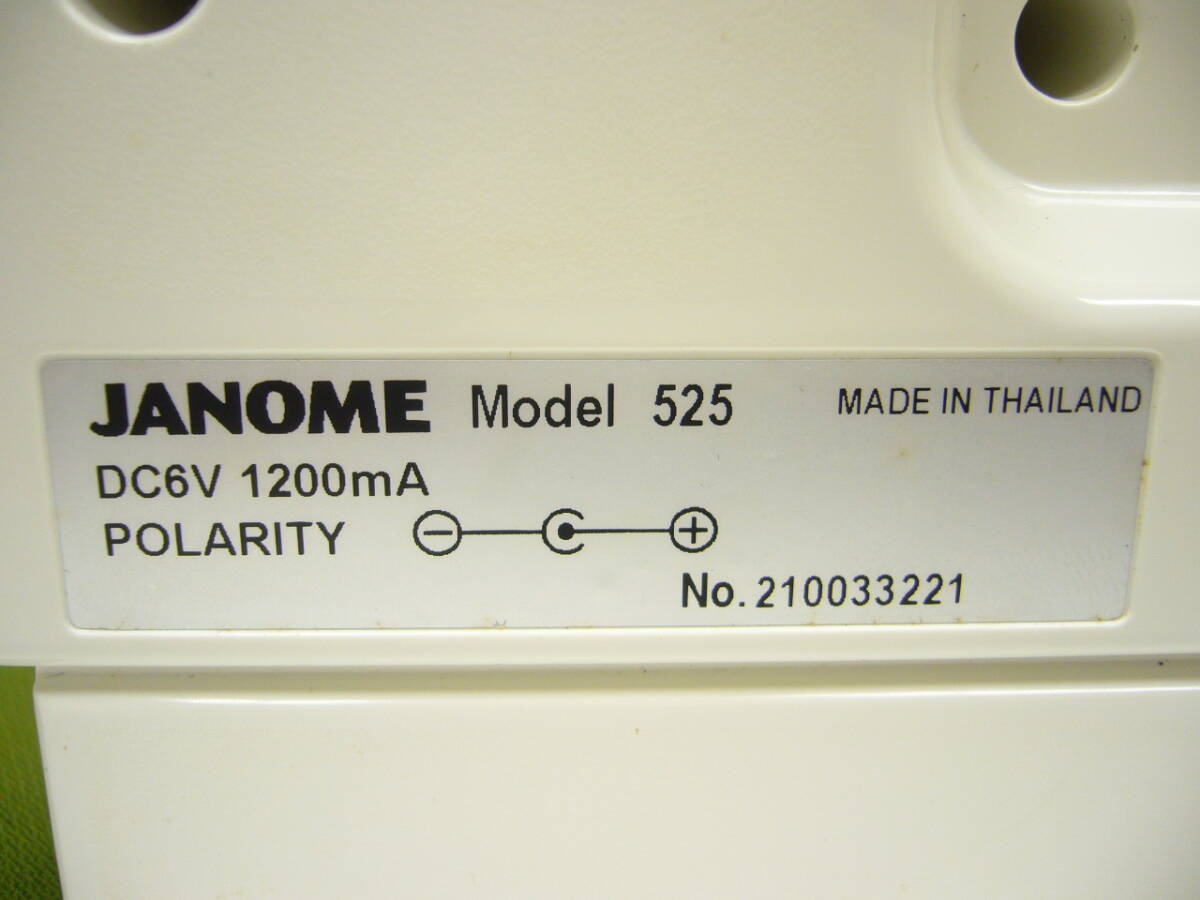 JANOME Model 525 MADE IN THAILAND
DC6V 1200mA
POLARITY
No. 210033221